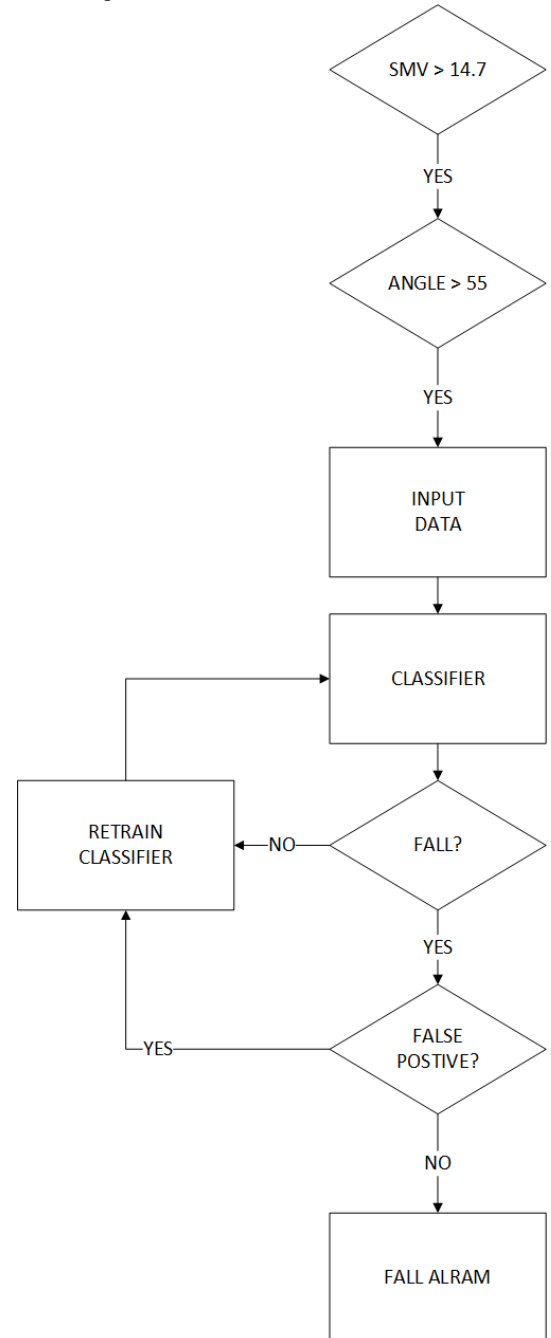 SMV > 14.7
YES
ANGLE > 55
YES
INPUT
DATA
CLASSIFIER
RETRAIN
CLASSIFIER
NO
FALL?
YES
YES
FALSE
POSTIVE?
NO
FALL ALRAM